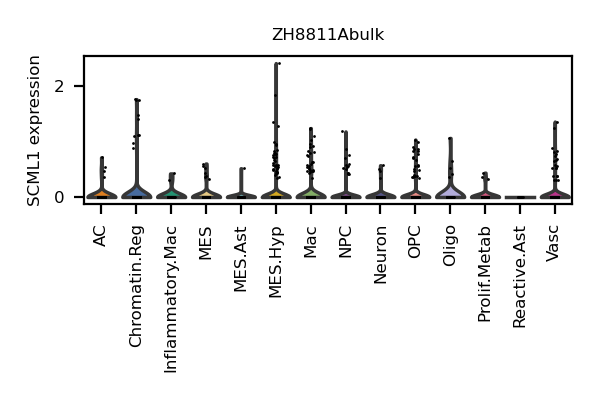 ZH8811Abulk
SCML1 expression
2
0
AC
Chromatin.Reg
Inflammatory.Mac
MES
MES.Ast
MES.Hyp
Mac
NPC
Neuron
OPC
Oligo
Prolif.Metab
Reactive.Ast
Vasc